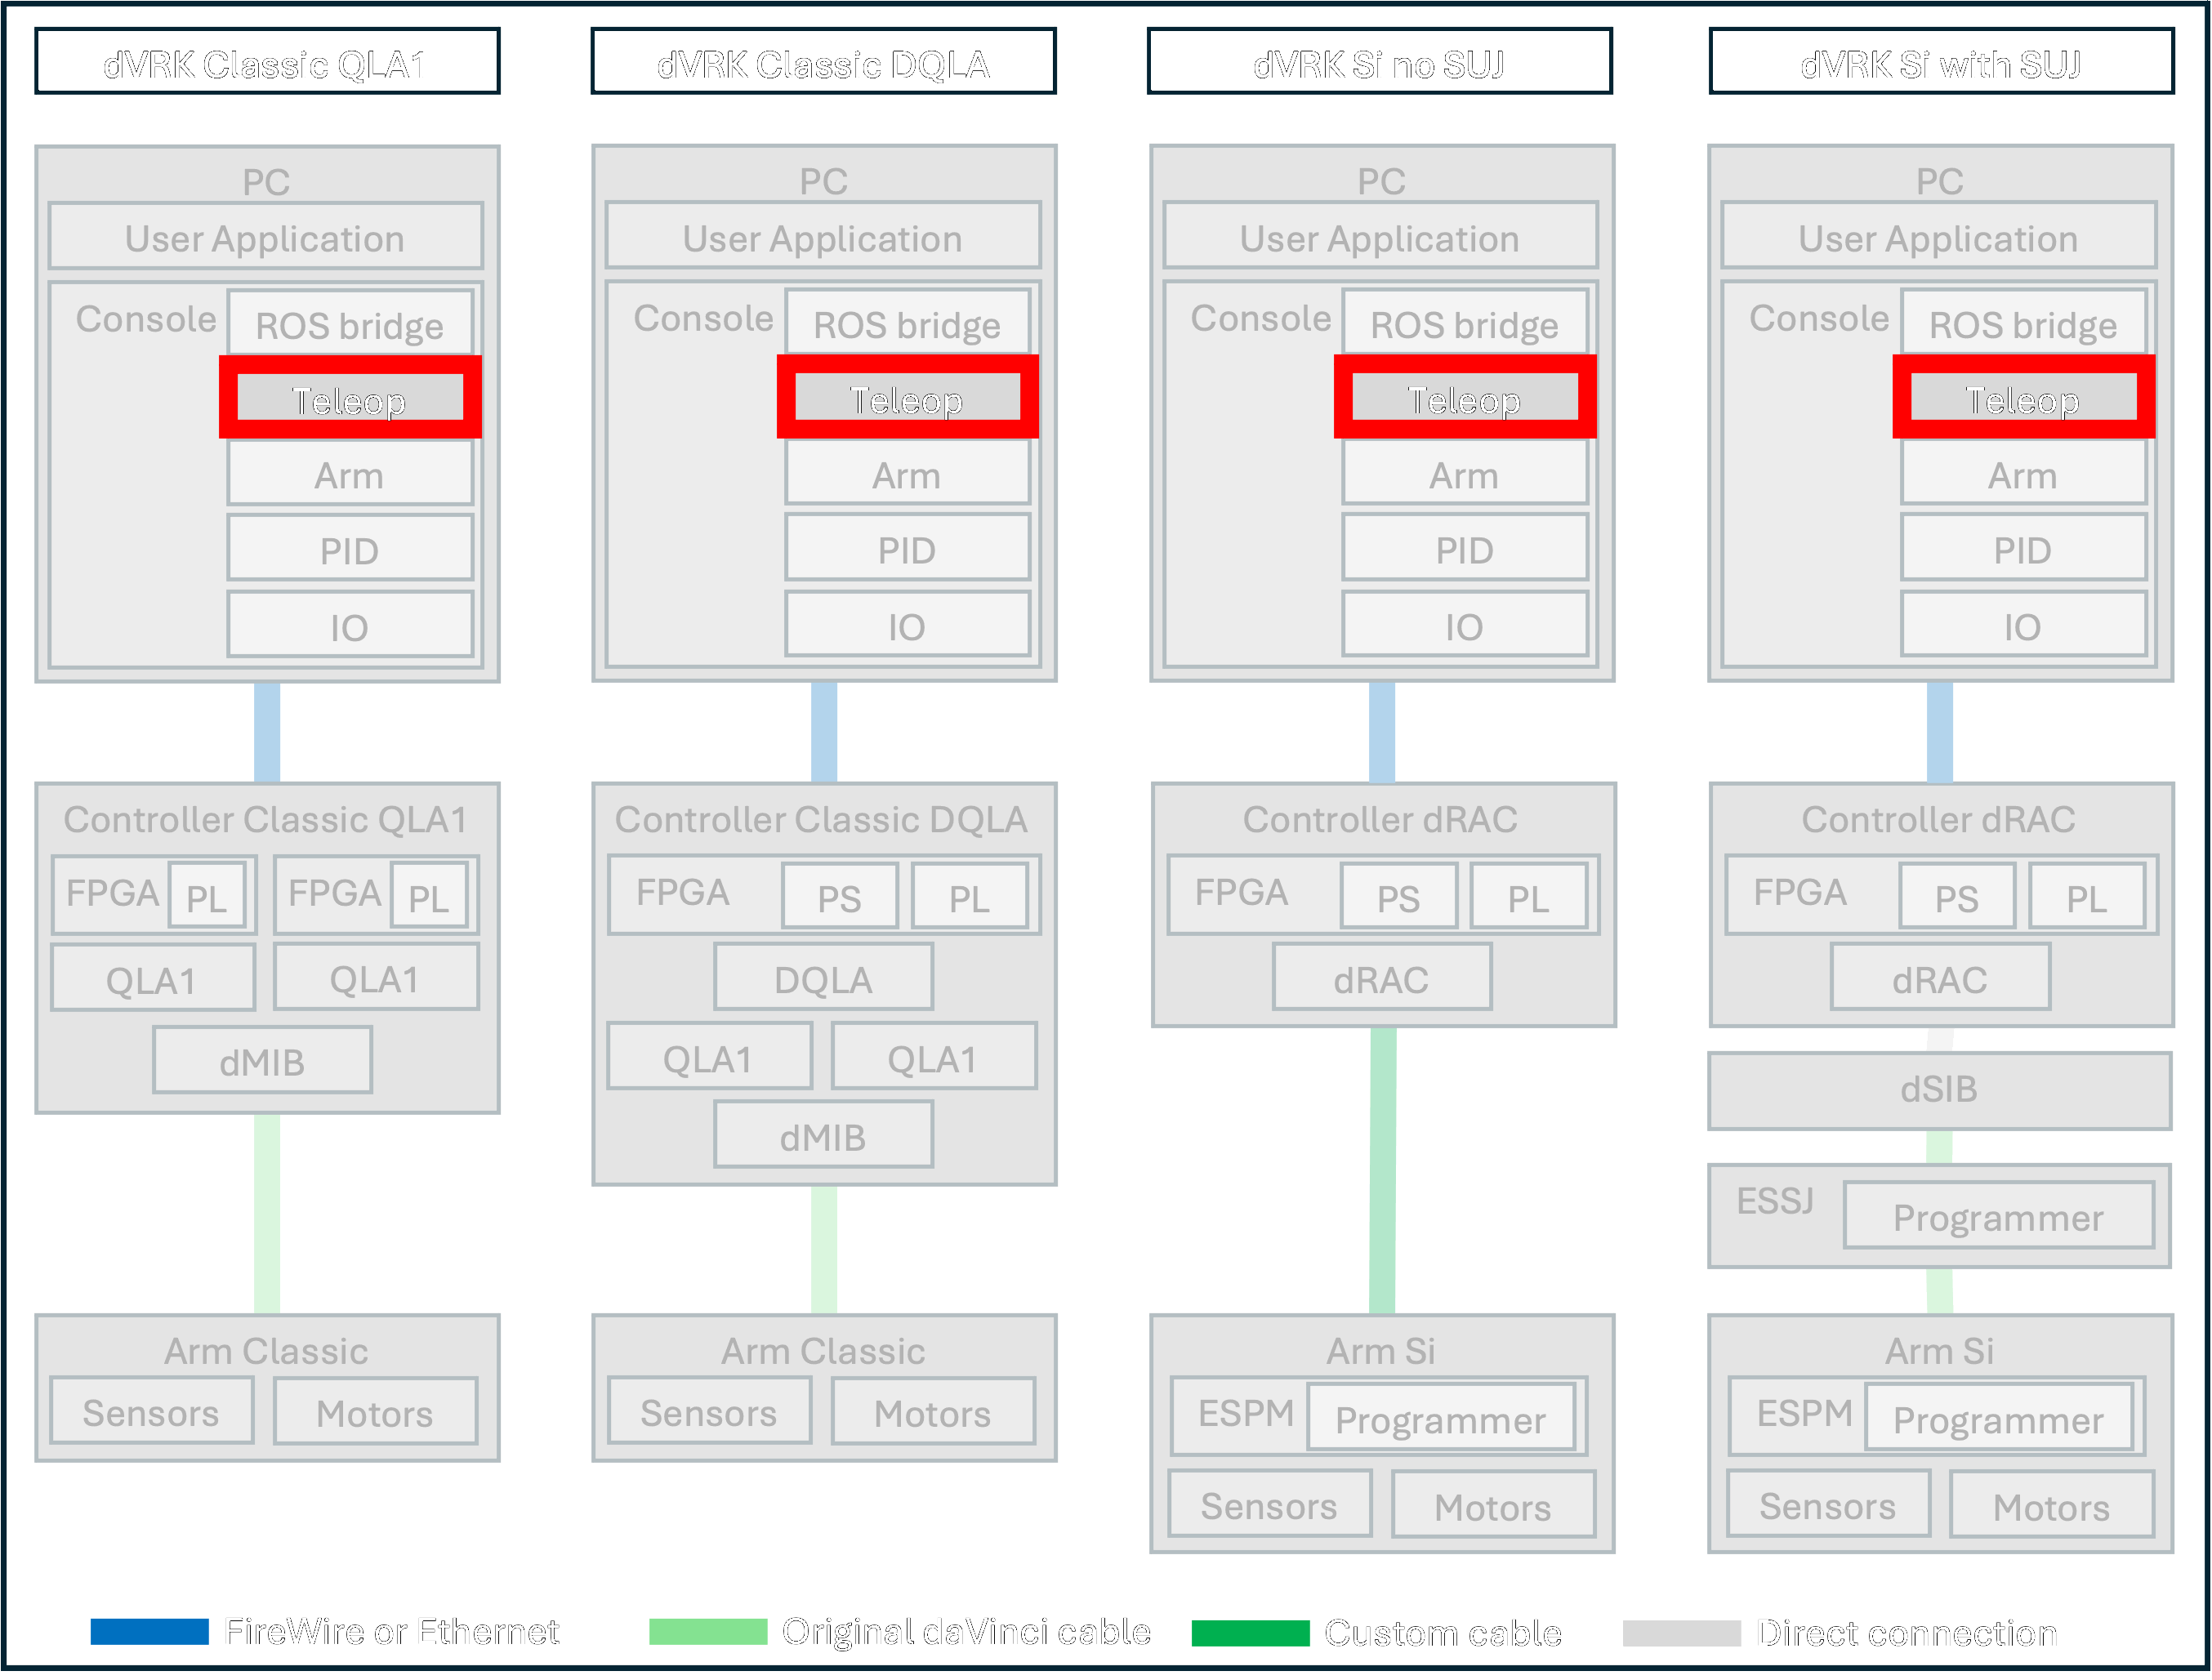 dVRK Classic QLA1
dVRK Classic DQLA
dVRK Si no SUJ
dVRK Si with SUJ
PC
User Application
Console
ROS bridge
Teleop
Arm
PID
IO
Controller Classic QLA1
FPGA PL FPGA PL
QLA1 QLA1
dMIB
Arm Classic
Sensors Motors
PC
User Application
Console
ROS bridge
Teleop
Arm
PID
IO
Controller Classic DQLA
FPGA PS PL
DQLA
QLA1 QLA1
dMIB
Arm Classic
Sensors Motors
PC
User Application
Console
ROS bridge
Teleop
Arm
PID
IO
Controller dRAC
FPGA PS PL
dRAC
Arm Si
ESPM Programmer
Sensors Motors
PC
User Application
Console
ROS bridge
Teleop
Arm
PID
IO
Controller dRAC
FPGA PS PL
dRAC
dSIB
ESSJ Programmer
Arm Si
ESPM Programmer
Sensors Motors
FireWire or Ethernet
Original daVinci cable
Custom cable
Direct connection